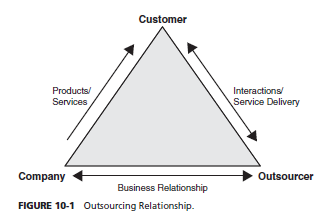 Customer
Products/
Services
Interactions/
Service Delivery
Company
Outsourcer
Business Relationship
FIGURE 10-1 Outsourcing Relationship.